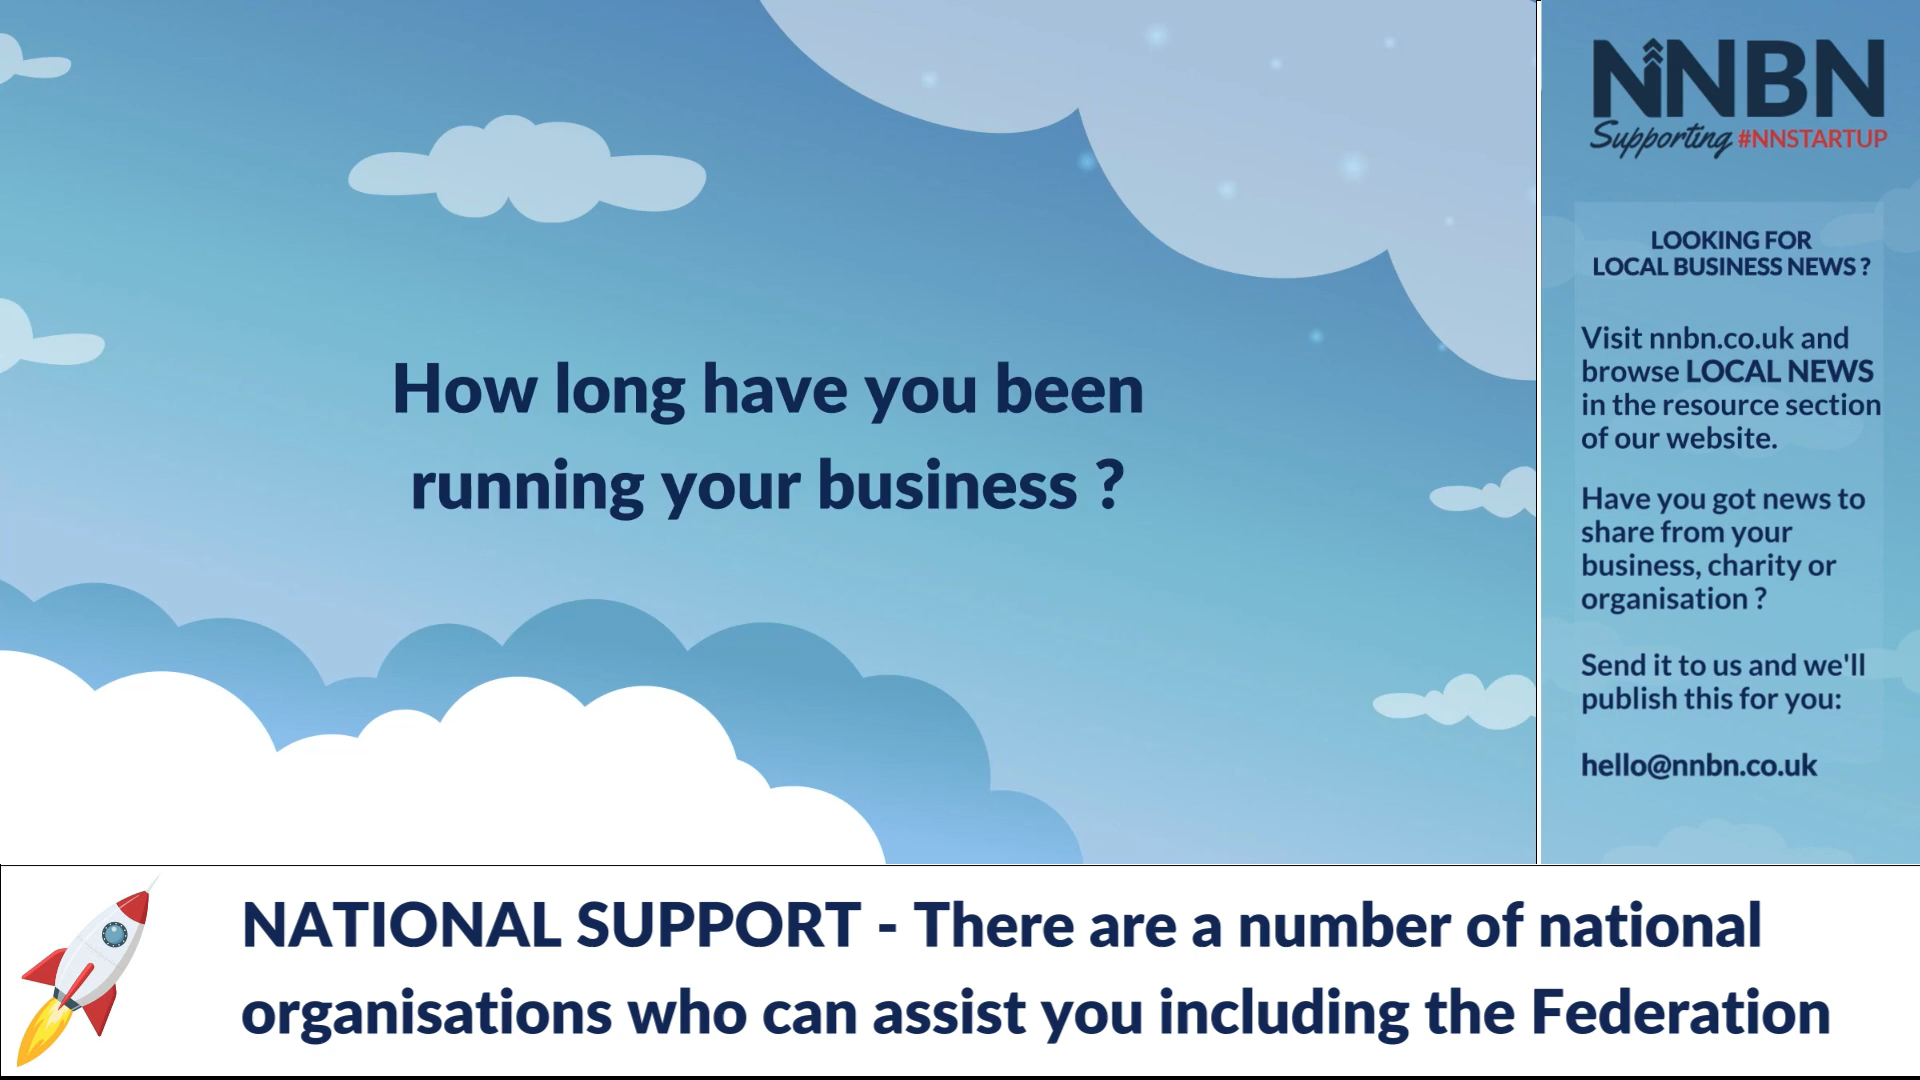 How long have you been
running your business ?
NNBN
Supporting #NNSTARTUP
LOOKING FOR
LOCAL BUSINESS NEWS ?
Visit nnbn.co.uk and
browse LOCAL NEWS
in the resource section
of our website.
Have you got news to
share from your
business, charity or
organisation ?
Send it to us and we'll
publish this for you:
hello@nnbn.co.uk
NATIONAL SUPPORT - There are a number of national
organisations who can assist you including the Federation